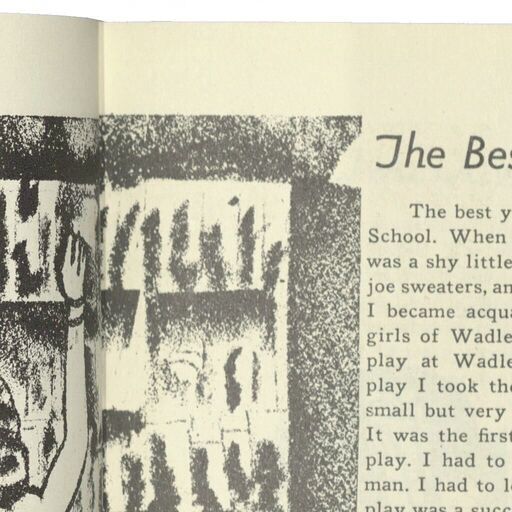 The Bes
The best y
School. When
was a shy little
joe sweaters, an
I became acqua
girls of Wadle
play at Wadle
play I took the
small but very
It was the first
play. I had to
man. I had to l
play was a succ